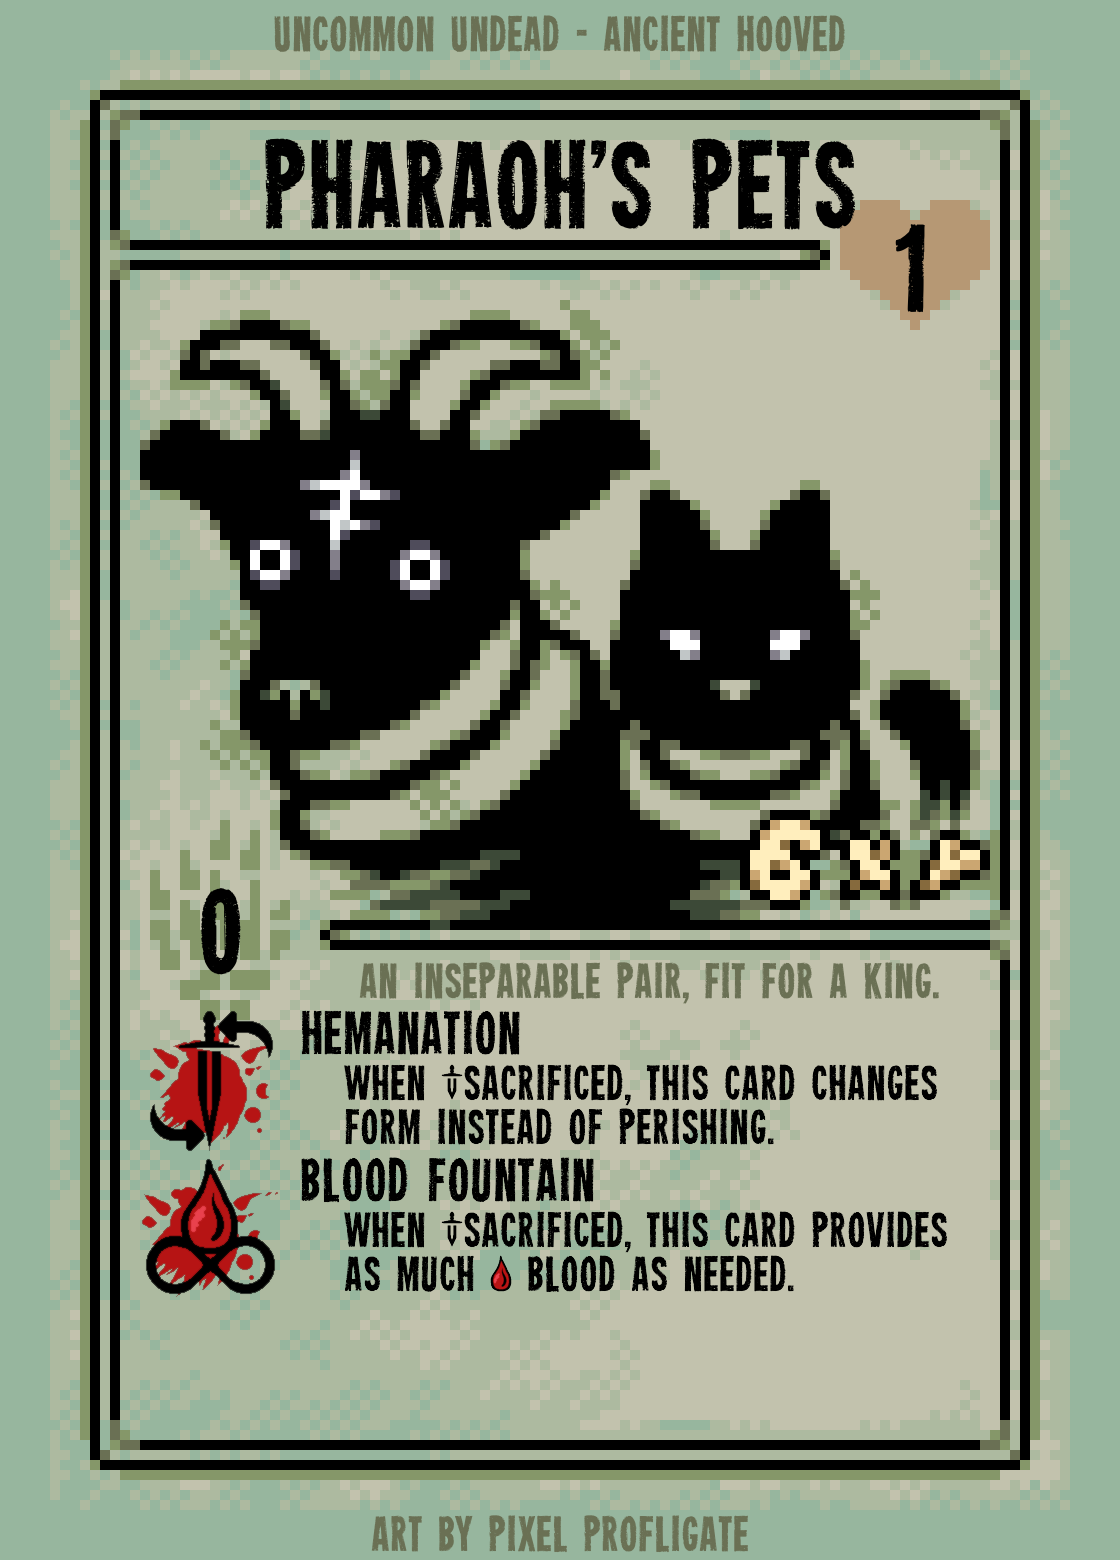 UNCOMMON UNDEAD - ANCIENT HOOVED
PHARAOH'S PETS
1
6 X
0
AN INSEPARABLE PAIR, FIT FOR A KING.
HEMANATION
WHEN SACRIFICED, THIS CARD CHANGES
FORM INSTEAD OF PERISHING.
BLOOD FOUNTAIN
WHEN SACRIFICED, THIS CARD PROVIDES
AS MUCH BLOOD AS NEEDED.
ART BY PIXEL PROFLIGATE